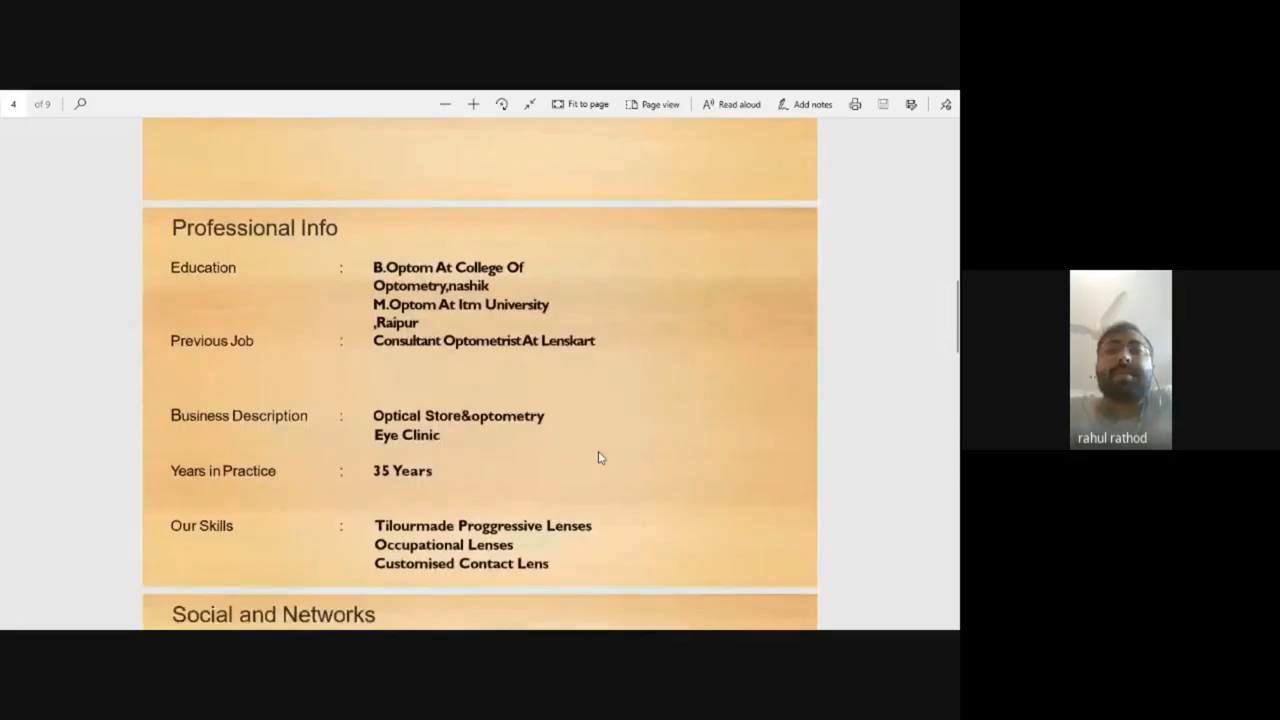 4 of 9 Fit to page Page view Read aloud Add notes
Professional Info
Education : B.Optom At College Of
Optometry,nashik
M.Optom At Itm University
,Raipur
Previous Job : Consultant Optometrist At Lenskart
Business Description : Optical Store&optometry
Eye Clinic
Years in Practice : 35 Years
Our Skills : Tilourmade Proggressive Lenses
Occupational Lenses
Customised Contact Lens
Social and Networks
rahul rathod